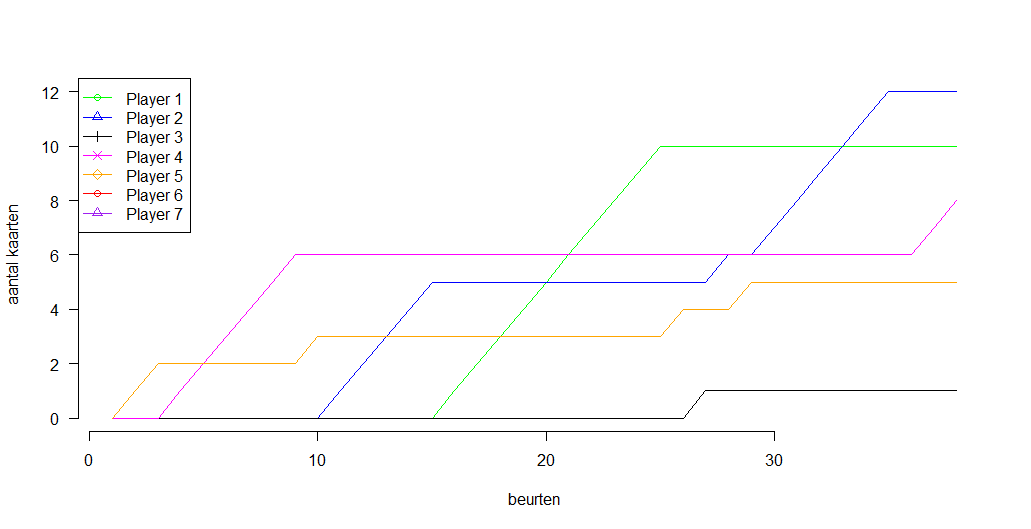 12
10
8
6
4
2
0
aantal kaarten
Player 1
Player 2
Player 3
Player 4
Player 5
Player 6
Player 7
0 10 20 30
beurten